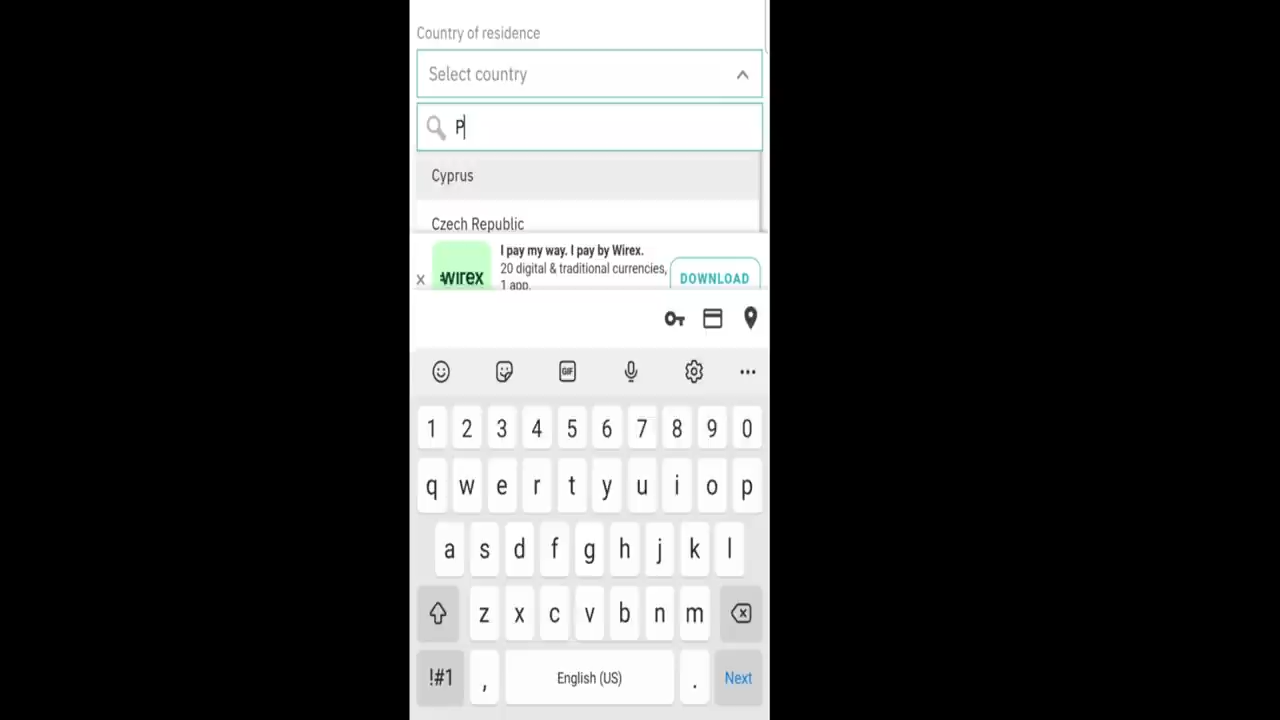 Country of residence
Select country
P
Cyprus
Czech Republic
I pay my way. I pay by Wirex.
20 digital & traditional currencies,
1 app.
wirex
x
DOWNLOAD
GIF
1 2 3 4 5 6 7 8 9 0
q w e r t y u i o p
a s d f g h j k l
z x c v b n m
!#1 , English (US) . Next